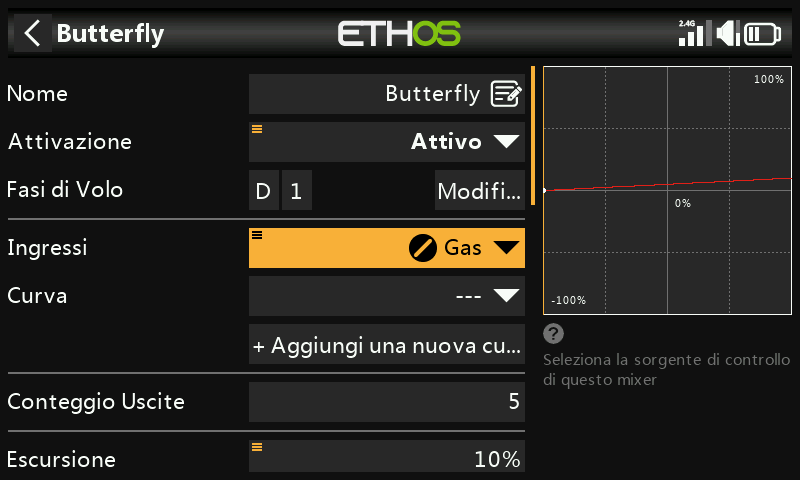 Butterfly
ETHOS
2.4G
Nome
Butterfly
Attivazione
Attivo
Fasi di Volo
D
1
Modifi...
Ingressi
Gas
Curva
---
+ Aggiungi una nuova cu...
Conteggio Uscite
5
Escursione
10%
100%
0%
-100%
?
Seleziona la sorgente di controllo
di questo mixer